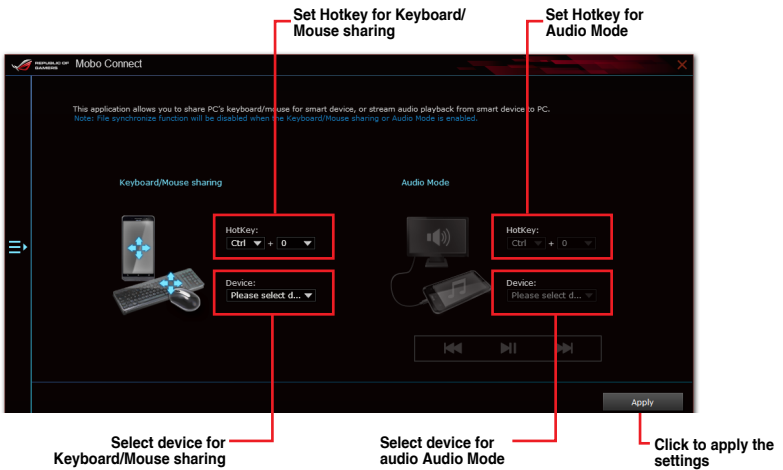 Set Hotkey for Keyboard/
Mouse sharing
Set Hotkey for
Audio Mode
REPUBLIC OF
GAMERS
Mobo Connect
This application allows you to share PC's keyboard/mouse for smart device, or stream audio playback from smart device to PC.
Note: File synchronize function will be disabled when the Keyboard/Mouse sharing or Audio Mode is enabled.
Keyboard/Mouse sharing
Audio Mode
HotKey:
Ctrl + 0
HotKey:
Ctrl + 0
Device:
Please select d...
Device:
Please select d...
Apply
Select device for
Keyboard/Mouse sharing
Select device for
audio Audio Mode
Click to apply the
settings